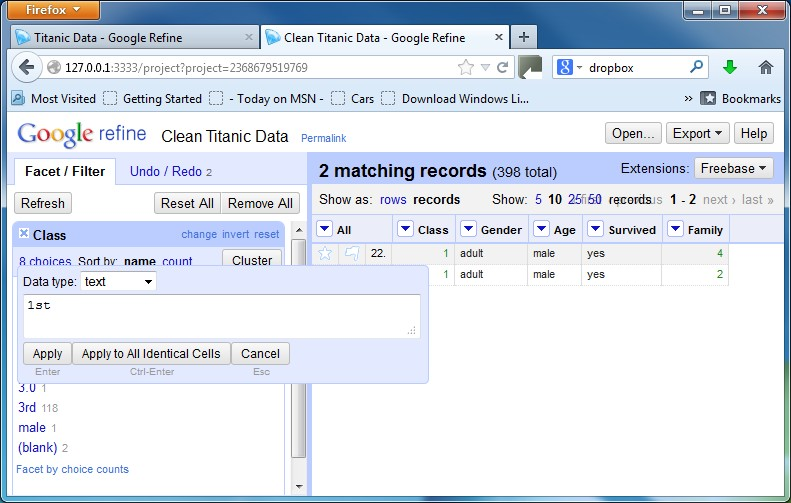 Firefox
Titanic Data - Google Refine
Clean Titanic Data - Google Refine
127.0.0.1:3333/project?project=2368679519769
dropbox
Most Visited Getting Started - Today on MSN - Cars Download Windows Li... » Bookmarks
Google refine Clean Titanic Data Permalink
Open... Export Help
Facet / Filter Undo / Redo 2
2 matching records (398 total)
Extensions: Freebase
Refresh Reset All Remove All
Show as: rows records Show: 5 10 25 50 records 1 - 2 next › last »
Class change invert reset
All Class Gender Age Survived Family
8 choices Sort by: name count Cluster
22. 1 adult male yes 4
1 adult male yes 2
Data type: text
1st
Apply Apply to All Identical Cells Cancel
Enter Ctrl-Enter Esc
3.0 1
3rd 118
male 1
(blank) 2
Facet by choice counts